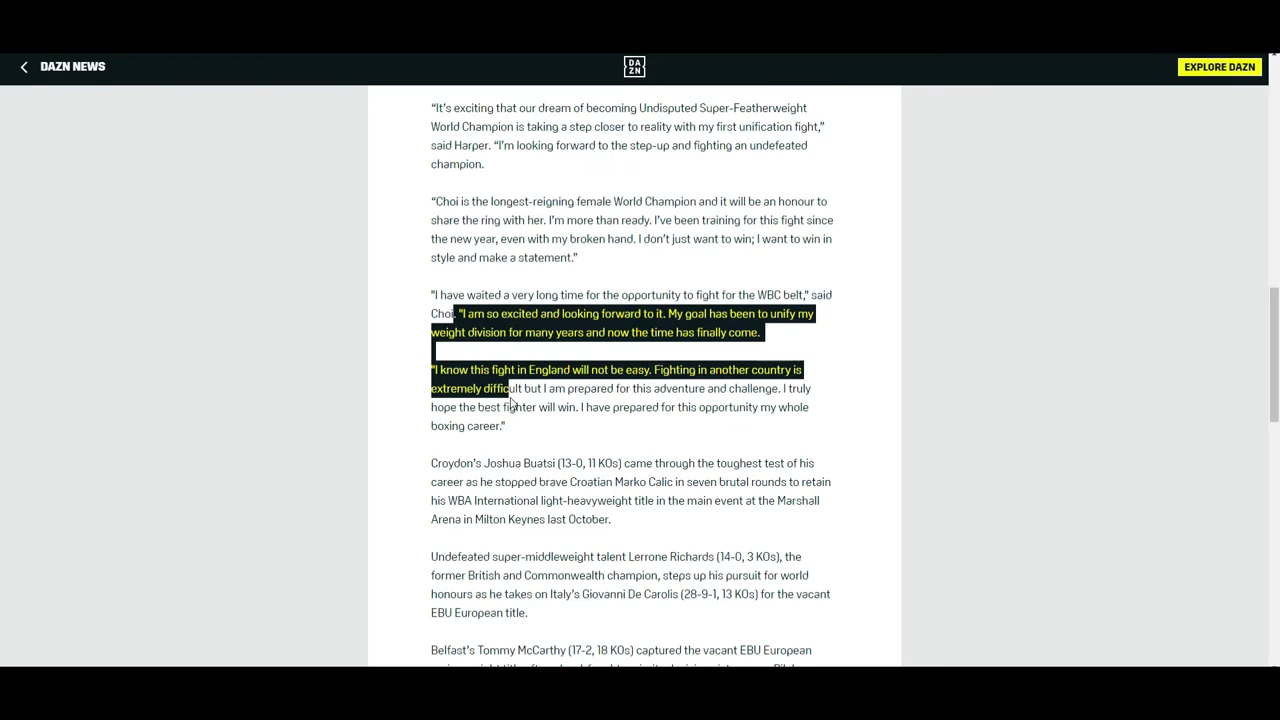 DAZN NEWS
DA
ZN
EXPLORE DAZN
“It’s exciting that our dream of becoming Undisputed Super-Featherweight
World Champion is taking a step closer to reality with my first unification fight,”
said Harper. “I’m looking forward to the step-up and fighting an undefeated
champion.
“Choi is the longest-reigning female World Champion and it will be an honour to
share the ring with her. I’m more than ready. I’ve been training for this fight since
the new year, even with my broken hand. I don’t just want to win; I want to win in
style and make a statement.”
"I have waited a very long time for the opportunity to fight for the WBC belt," said
Choi. "I am so excited and looking forward to it. My goal has been to unify my
weight division for many years and now the time has finally come.
"I know this fight in England will not be easy. Fighting in another country is
extremely difficult but I am prepared for this adventure and challenge. I truly
hope the best fighter will win. I have prepared for this opportunity my whole
boxing career."
Croydon’s Joshua Buatsi (13-0, 11 KOs) came through the toughest test of his
career as he stopped brave Croatian Marko Calic in seven brutal rounds to retain
his WBA International light-heavyweight title in the main event at the Marshall
Arena in Milton Keynes last October.
Undefeated super-middleweight talent Lerrone Richards (14-0, 3 KOs), the
former British and Commonwealth champion, steps up his pursuit for world
honours as he takes on Italy’s Giovanni De Carolis (28-9-1, 13 KOs) for the vacant
EBU European title.
Belfast’s Tommy McCarthy (17-2, 18 KOs) captured the vacant EBU European